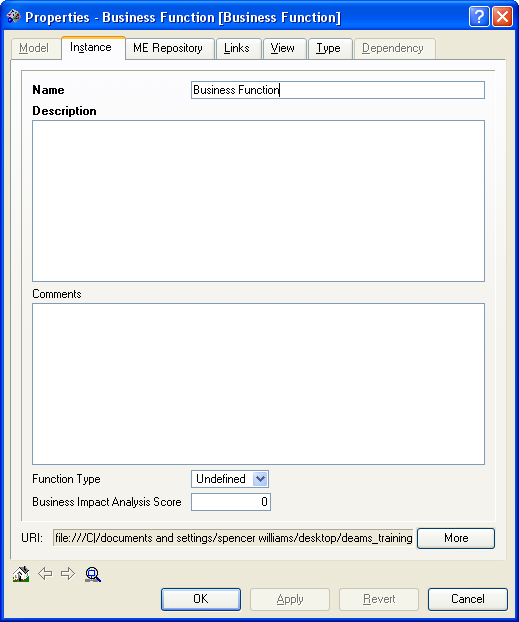 Properties - Business Function [Business Function]
Model Instance ME Repository Links View Type Dependency
Name Business Function
Description
Comments
Function Type Undefined
Business Impact Analysis Score 0
URI: file:///C|/documents and settings/spencer williams/desktop/deams_training More
OK Apply Revert Cancel